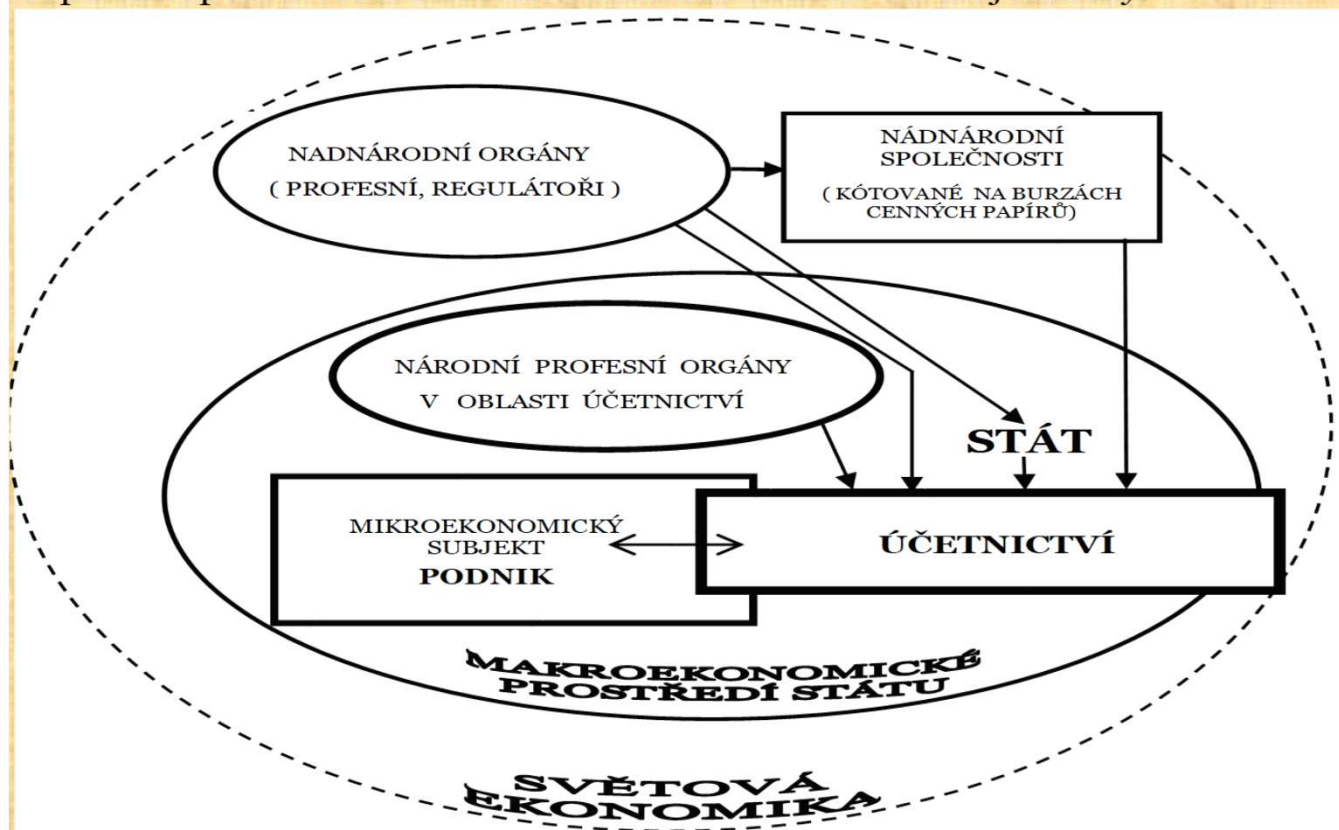 NADNÁRODNÍ ORGÁNY
( PROFESNÍ, REGULÁTOŘI )
NÁDNÁRODNÍ
SPOLEČNOSTI
( KÓTOVANÉ NA BURZÁCH
CENNÝCH PAPÍRŮ)
NÁRODNÍ PROFESNÍ ORGÁNY
V OBLASTI ÚČETNICTVÍ
STÁT
MIKROEKONOMICKÝ
SUBJEKT
PODNIK
ÚČETNICTVÍ
MAKROEKONOMICKÉ
PROSTŘEDÍ STÁTU
SVĚTOVÁ
EKONOMIKA